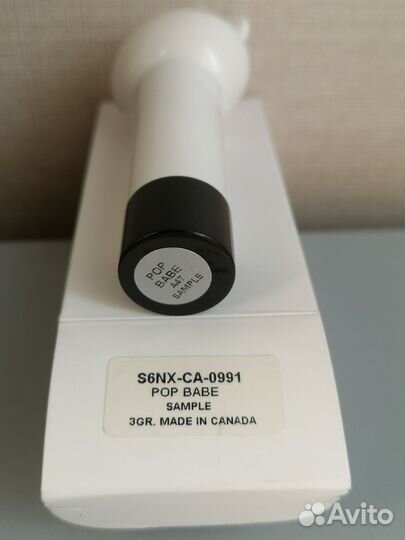 POP
BABE
A47
SAMPLE
S6NX-CA-0991
POP BABE
SAMPLE
3GR. MADE IN CANADA
Avito